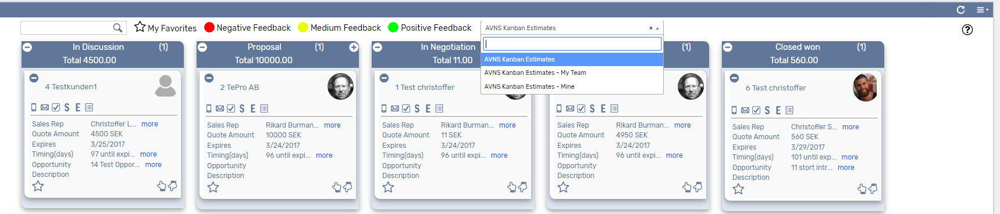 My Favorites
Negative Feedback
Medium Feedback
Positive Feedback
AVNS Kanban Estimates
AVNS Kanban Estimates
AVNS Kanban Estimates - My Team
AVNS Kanban Estimates - Mine
In Discussion (1)
Total 4500.00
4 Testkunden1
S E
Sales Rep Christoffer L... more
Quote Amount 4500 SEK
Expires 3/25/2017
Timing(days) 97 until expi... more
Opportunity 14 Test Oppor... more
Description
Proposal (1)
Total 10000.00
2 TePro AB
S E
Sales Rep Rikard Burman... more
Quote Amount 10000 SEK
Expires 3/24/2017
Timing(days) 96 until expi... more
Opportunity
Description
In Negotiation
Total 11.00
1 Test christoffer
S E
Sales Rep Rikard Burman... more
Quote Amount 11 SEK
Expires 3/24/2017
Timing(days) 96 until expi... more
Opportunity
Description
(1)
S E
Sales Rep Rikard Burman... more
Quote Amount 4950 SEK
Expires 3/24/2017
Timing(days) 96 until expi... more
Opportunity
Description
Closed won (1)
Total 560.00
6 Test christoffer
S E
Sales Rep Christoffer S... more
Quote Amount 560 SEK
Expires 3/29/2017
Timing(days) 101 until exp... more
Opportunity 11 stort intr... more
Description